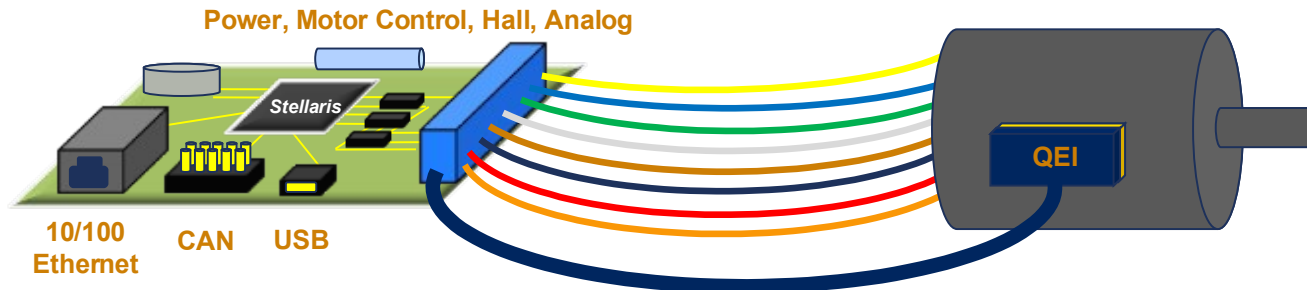 Power, Motor Control, Hall, Analog
Stellaris
QEI
10/100
Ethernet
CAN
USB